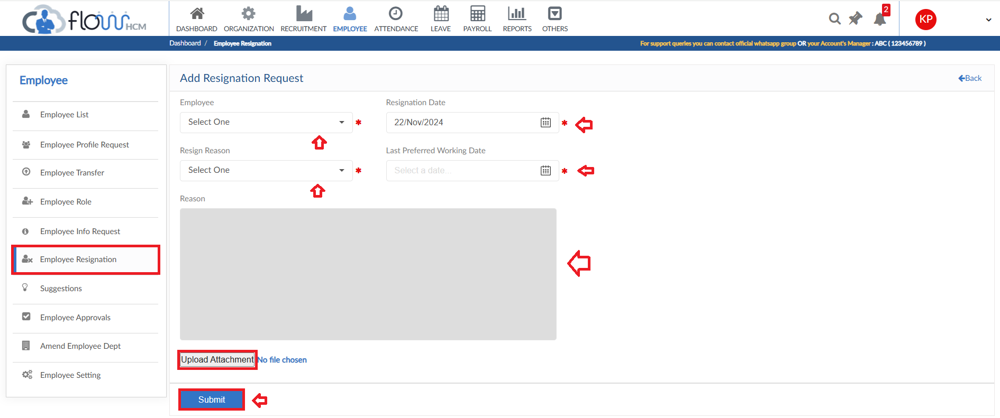 flowHCM
DASHBOARD ORGANIZATION RECRUITMENT EMPLOYEE ATTENDANCE LEAVE PAYROLL REPORTS OTHERS
2
KP
Dashboard / Employee Resignation
For support queries you can contact official whatsapp group OR your Account's Manager : ABC ( 123456789 )
Employee
Employee List
Employee Profile Request
Employee Transfer
Employee Role
Employee Info Request
Employee Resignation
Suggestions
Employee Approvals
Amend Employee Dept
Employee Setting
Add Resignation Request
Back
Employee
Select One *
Resignation Date
22/Nov/2024 *
Resign Reason
Select One *
Last Preferred Working Date
Select a date... *
Reason
Upload Attachment No file chosen
Submit